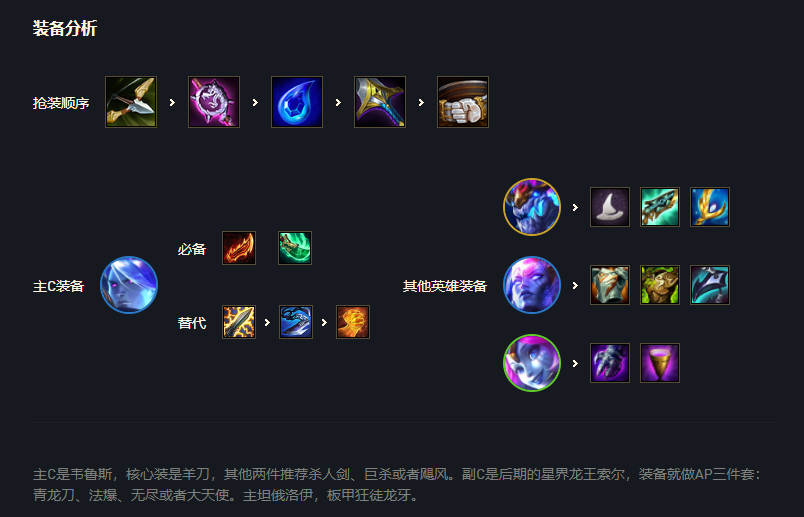 装备分析
抢装顺序
必备
主C装备
其他英雄装备
替代
主C是韦鲁斯，核心装是羊刀，其他两件推荐杀人剑、巨杀或者飓风。副C是后期的星界龙王索尔，装备就做AP三件套：
青龙刀、法爆、无尽或者大天使。主坦俄洛伊，板甲狂徒龙牙。